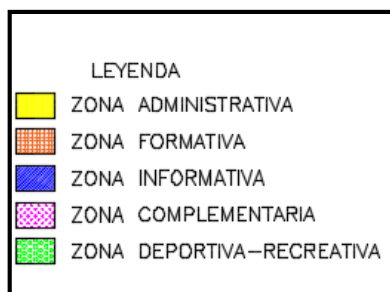 LEYENDA
ZONA ADMINISTRATIVA
ZONA FORMATIVA
ZONA INFORMATIVA
ZONA COMPLEMENTARIA
ZONA DEPORTIVA-RECREATIVA